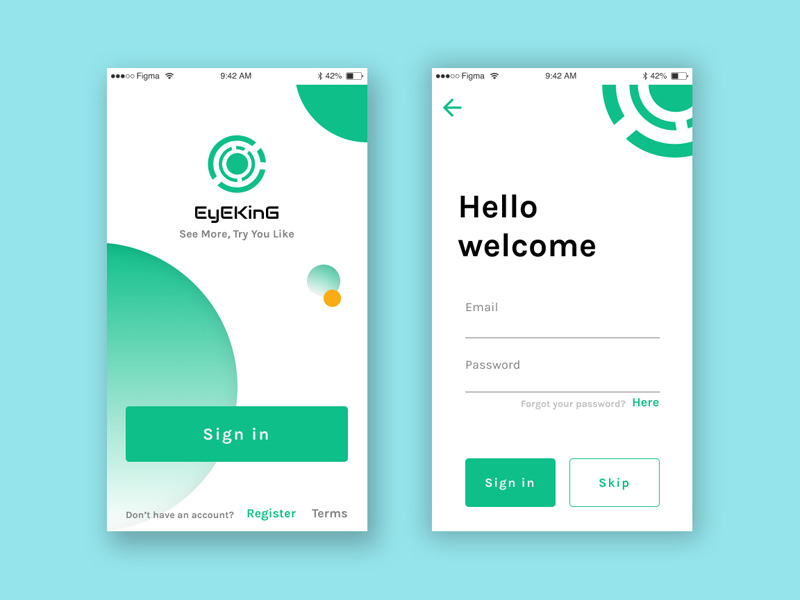 Figma 9:42 AM 42%
EyEKinG
See More, Try You Like
Sign in
Don't have an account? Register Terms
Figma 9:42 AM 42%
Hello
welcome
Email
Password
Forgot your password? Here
Sign in Skip